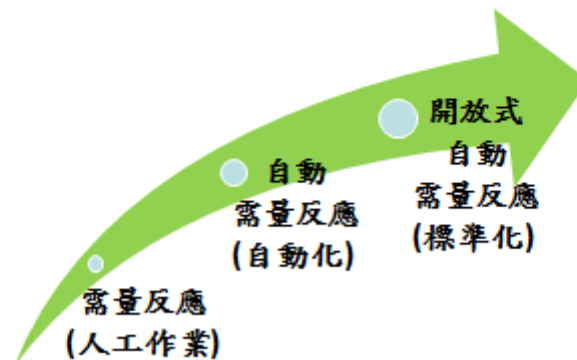 需量反應
(人工作業)
自動
需量反應
(自動化)
開放式
自動
需量反應
(標準化)